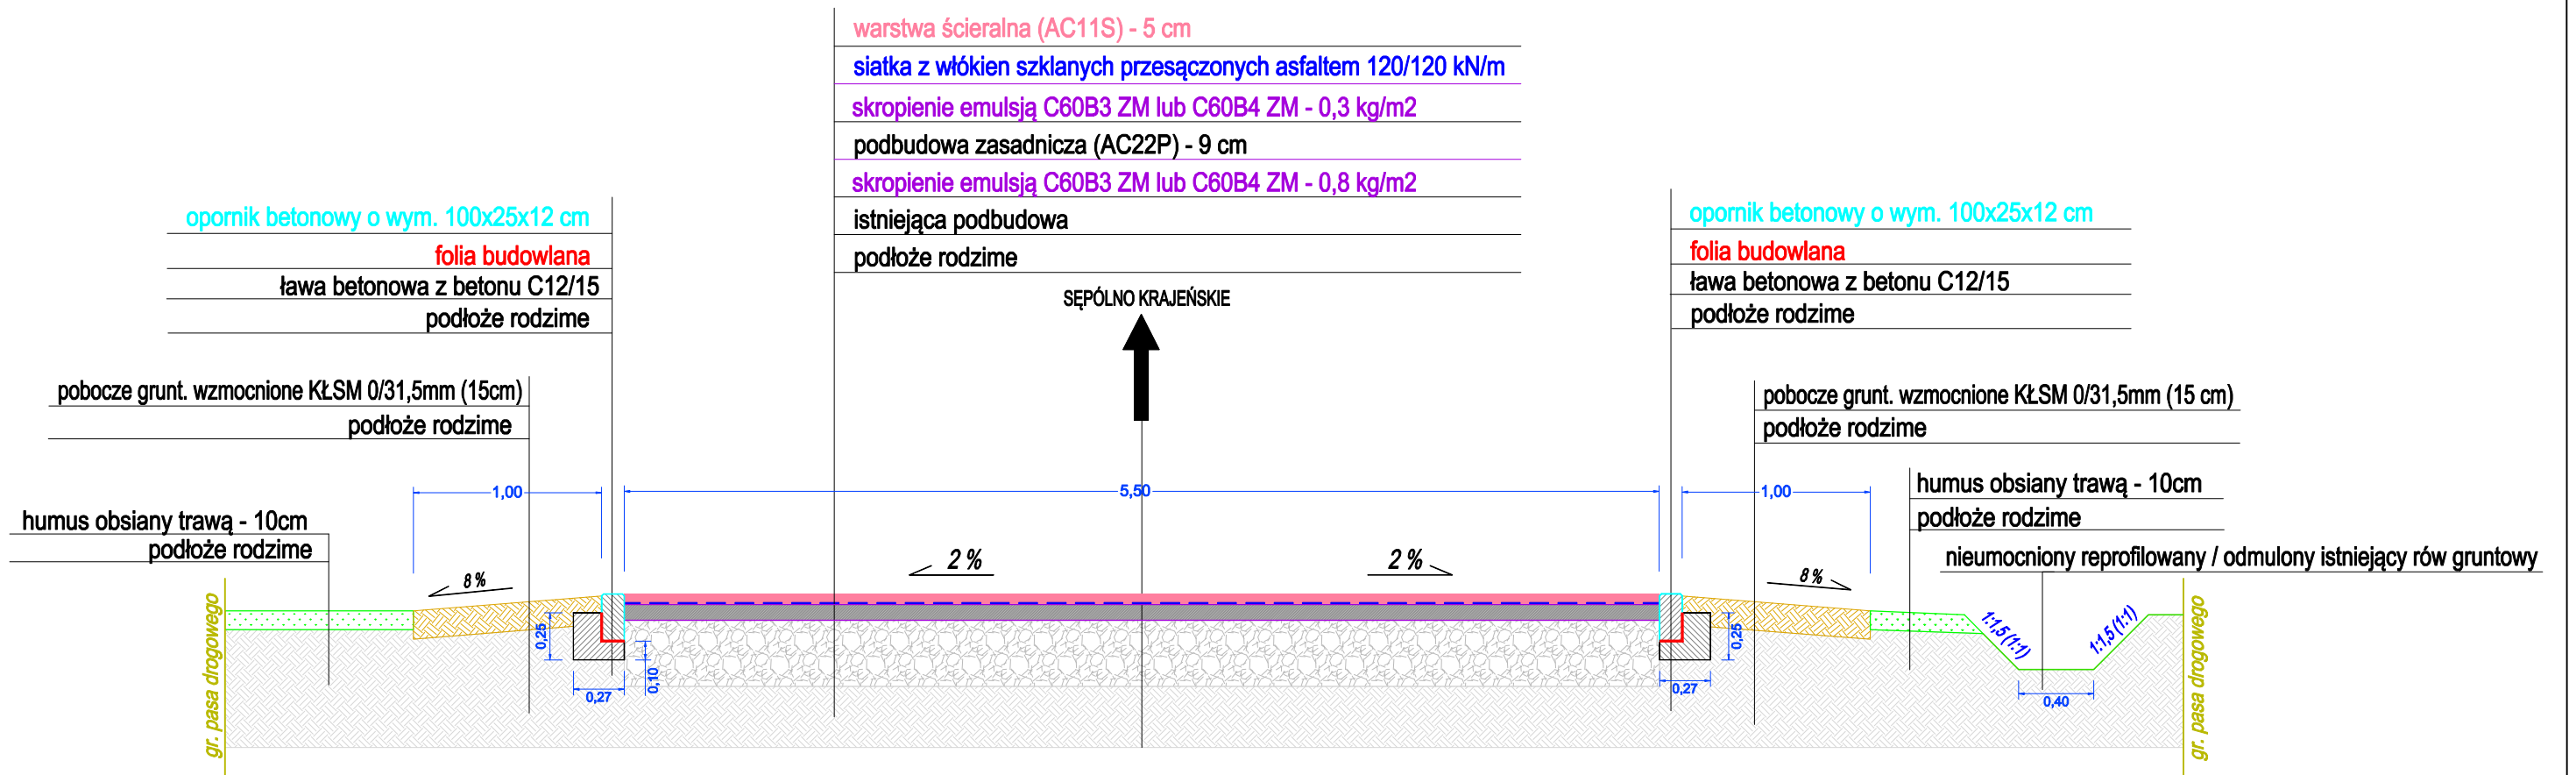 warstwa ścieralna (AC11S) - 5 cm
siatka z włókien szklanych przesączonych asfaltem 120/120 kN/m
skropienie emulsją C60B3 ZM lub C60B4 ZM - 0,3 kg/m2
podbudowa zasadnicza (AC22P) - 9 cm
skropienie emulsją C60B3 ZM lub C60B4 ZM - 0,8 kg/m2
istniejąca podbudowa
podłoże rodzime
opornik betonowy o wym. 100x25x12 cm
folia budowlana
ława betonowa z betonu C12/15
podłoże rodzime
opornik betonowy o wym. 100x25x12 cm
folia budowlana
ława betonowa z betonu C12/15
podłoże rodzime
SĘPÓLNO KRAJEŃSKIE
pobocze grunt. wzmocnione KŁSM 0/31,5mm (15cm)
podłoże rodzime
pobocze grunt. wzmocnione KŁSM 0/31,5mm (15 cm)
podłoże rodzime
humus obsiany trawą - 10cm
podłoże rodzime
humus obsiany trawą - 10cm
podłoże rodzime
nieumocniony reprofilowany / odmulony istniejący rów gruntowy
1,00
5,50
1,00
8 %
2 %
2 %
8 %
0,25
0,10
0,27
0,25
0,27
1:1,5 (1:1)
1:1,5 (1:1)
0,40
gr. pasa drogowego
gr. pasa drogowego